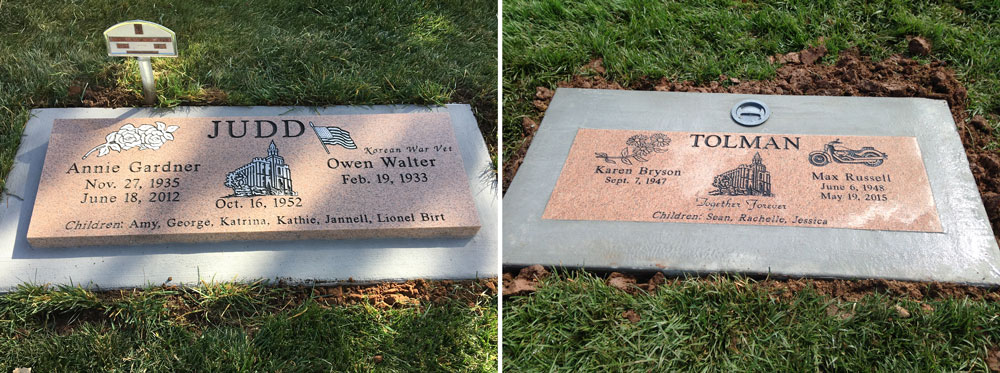 JUDD
Annie Gardner
Nov. 27, 1935
June 18, 2012
Oct. 16, 1952
Korean War Vet
Owen Walter
Feb. 19, 1933
Children: Amy, George, Katrina, Kathie, Jannell, Lionel Birt
TOLMAN
Karen Bryson
Sept. 7, 1947
Together Forever
Max Russell
June 6, 1948
May 19, 2015
Children: Sean, Rachelle, Jessica